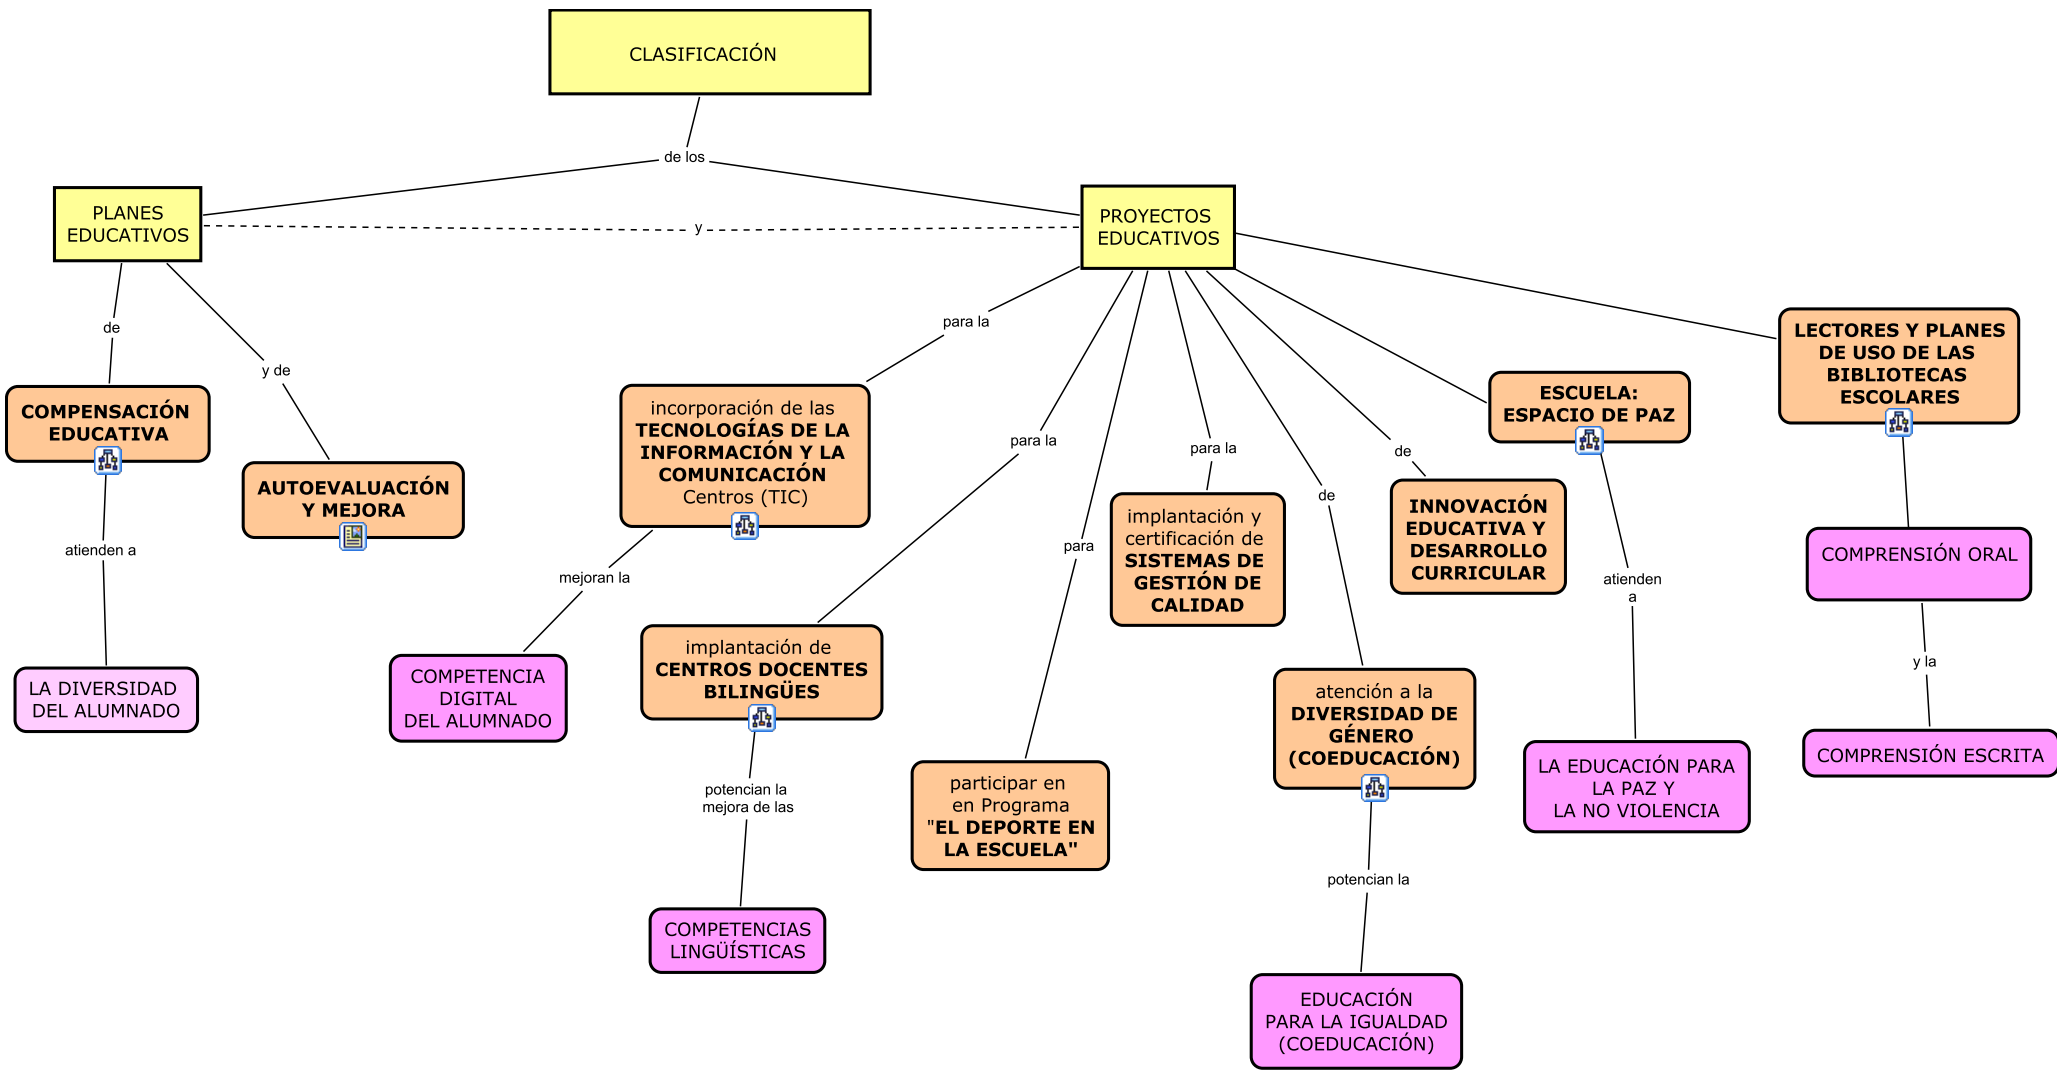 CLASIFICACIÓN
de los
PLANES
EDUCATIVOS
y
PROYECTOS
EDUCATIVOS
de
y de
COMPENSACIÓN
EDUCATIVA
AUTOEVALUACIÓN
Y MEJORA
atienden a
LA DIVERSIDAD
DEL ALUMNADO
para la
incorporación de las
TECNOLOGÍAS DE LA
INFORMACIÓN Y LA
COMUNICACIÓN
Centros (TIC)
mejoran la
COMPETENCIA
DIGITAL
DEL ALUMNADO
para la
implantación de
CENTROS DOCENTES
BILINGÜES
potencian la
mejora de las
COMPETENCIAS
LINGÜÍSTICAS
para
participar en
en Programa
"EL DEPORTE EN
LA ESCUELA"
para la
implantación y
certificación de
SISTEMAS DE
GESTIÓN DE
CALIDAD
de
atención a la
DIVERSIDAD DE
GÉNERO
(COEDUCACIÓN)
potencian la
EDUCACIÓN
PARA LA IGUALDAD
(COEDUCACIÓN)
de
INNOVACIÓN
EDUCATIVA Y
DESARROLLO
CURRICULAR
ESCUELA:
ESPACIO DE PAZ
atienden
a
LA EDUCACIÓN PARA
LA PAZ Y
LA NO VIOLENCIA
LECTORES Y PLANES
DE USO DE LAS
BIBLIOTECAS
ESCOLARES
COMPRENSIÓN ORAL
y la
COMPRENSIÓN ESCRITA